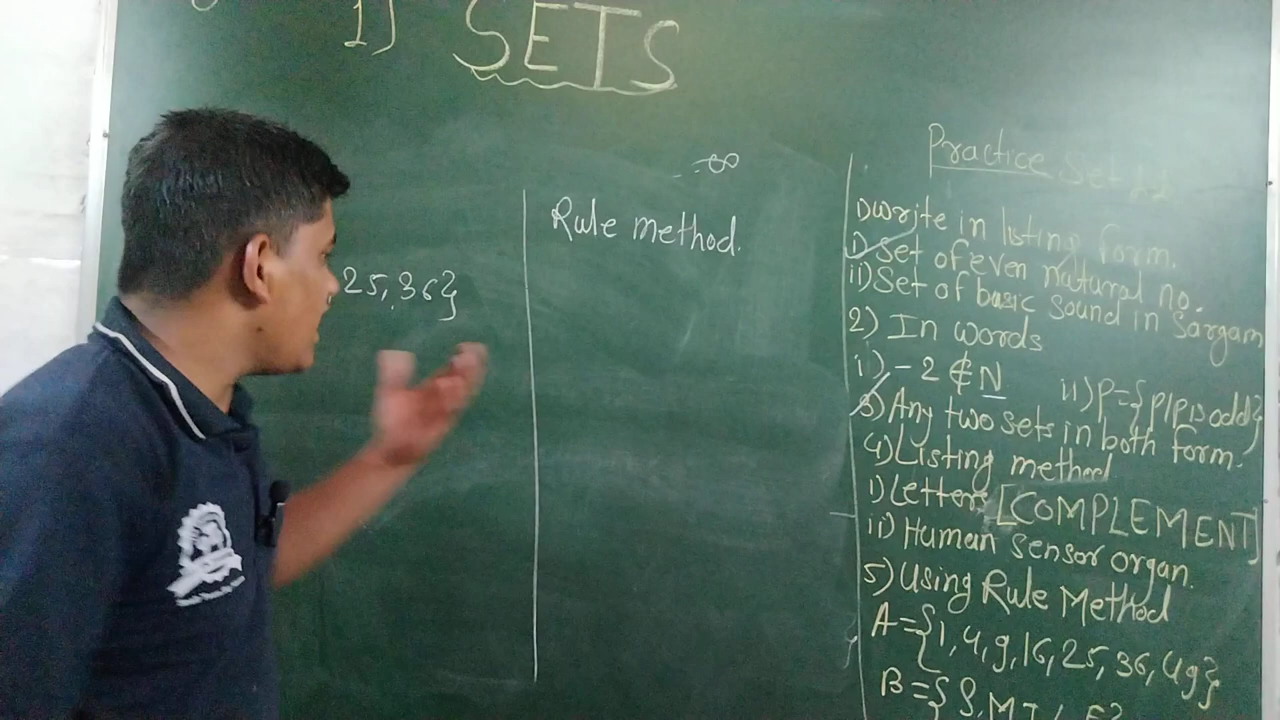 1) SETS
-∞
25, 36}
Rule method.
Practice Set
1) write in listing form.
i) Set of even natural no.
ii) Set of basic sound in sargam
2) In words
i) -2 ∉ N ii) P={p/p is odd}
3) Any two sets in both form.
4) Listing method
i) Letters [COMPLEMENT]
ii) Human sensor organ.
5) Using Rule Method
A={1,4,9,16,25,36,49}
B={